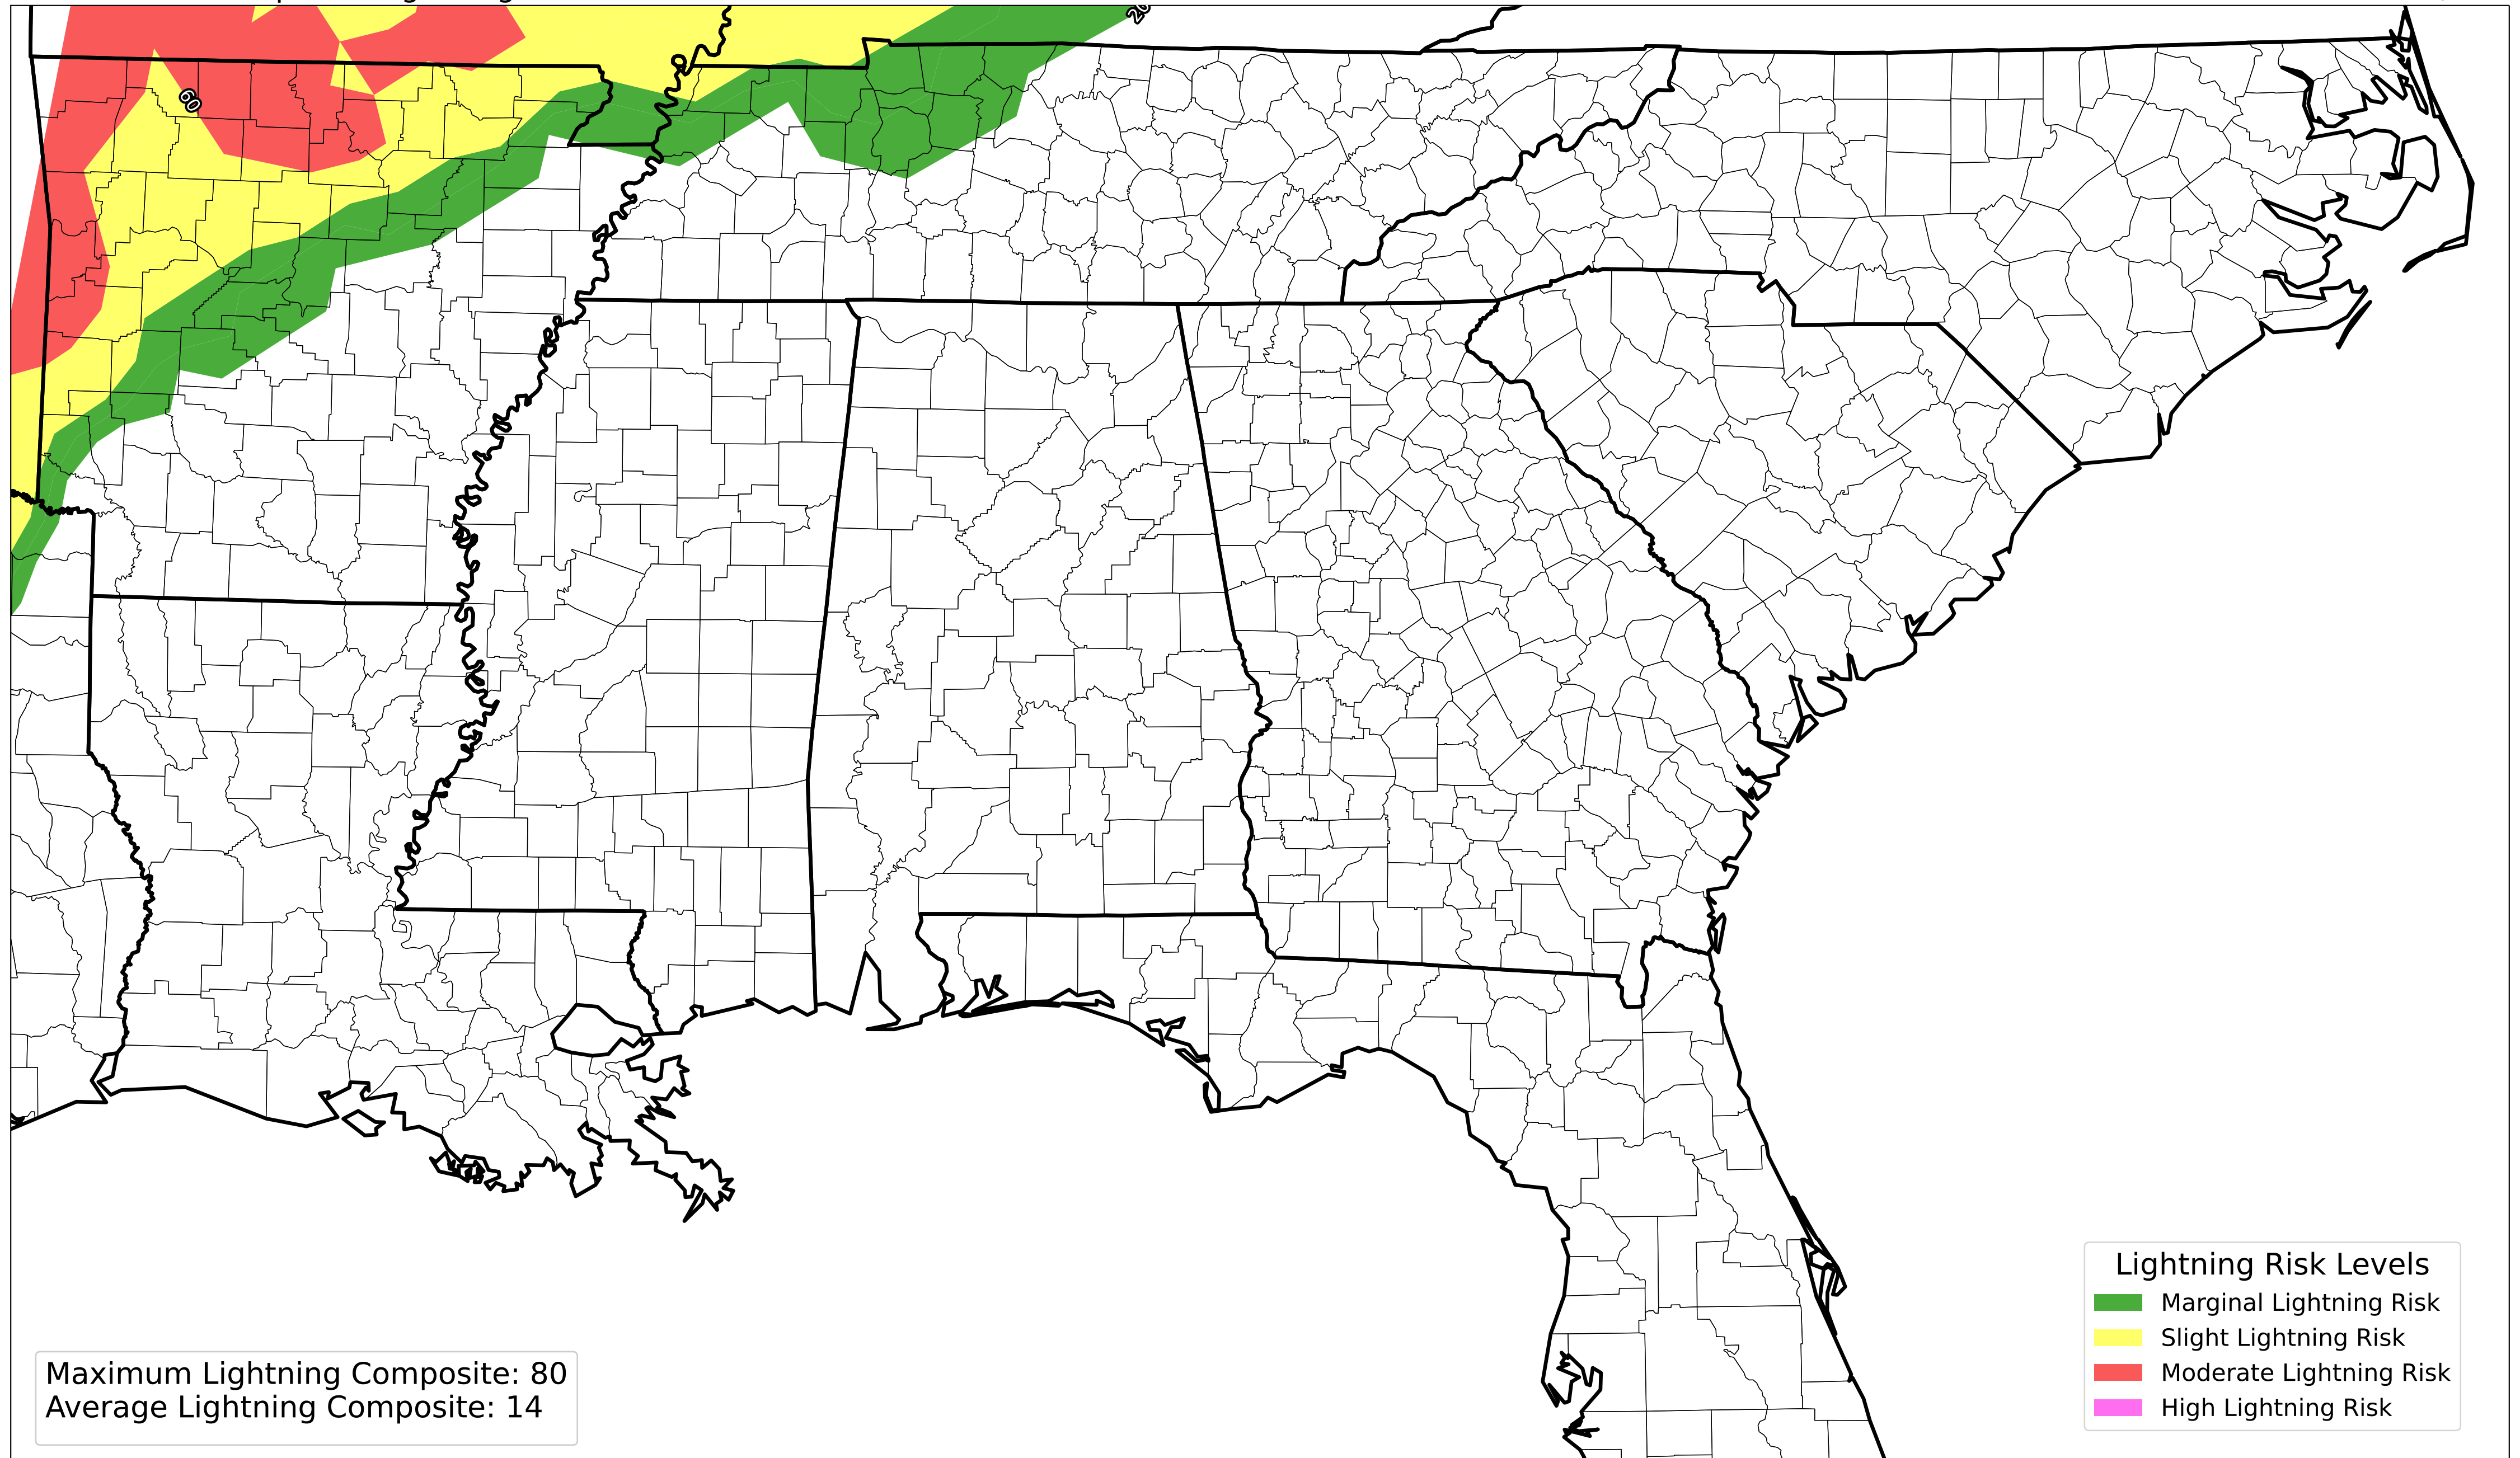 20
60
Lightning Risk Levels
Marginal Lightning Risk
Slight Lightning Risk
Moderate Lightning Risk
High Lightning Risk
Maximum Lightning Composite: 80
Average Lightning Composite: 14